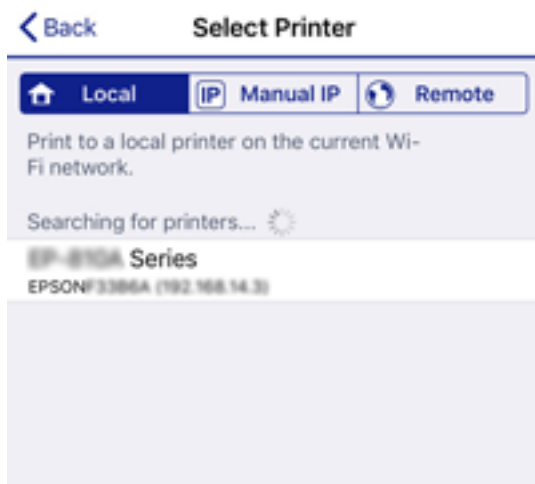 Back
Select Printer
Local
IP Manual IP
Remote
Print to a local printer on the current Wi-
Fi network.
Searching for printers...
Series
EPSON